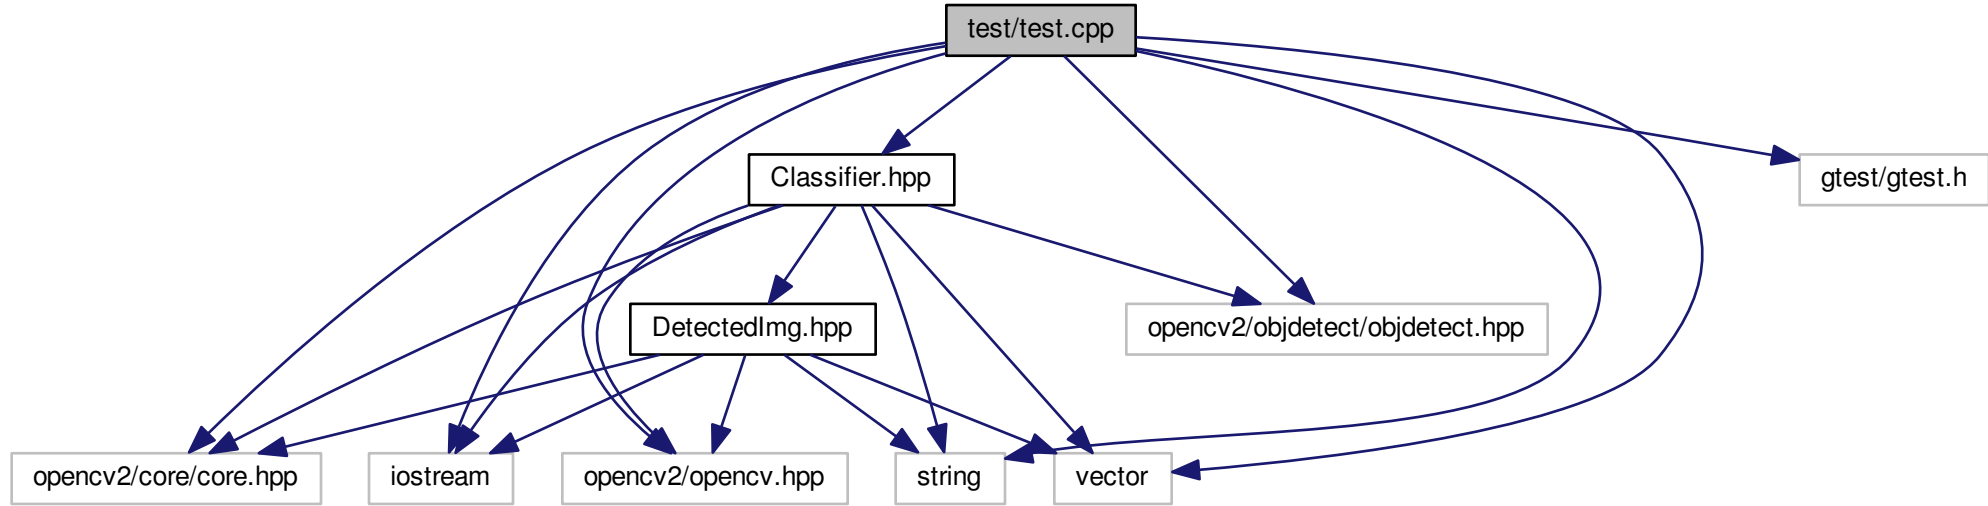 test/test.cpp
Classifier.hpp
gtest/gtest.h
DetectedImg.hpp
opencv2/objdetect/objdetect.hpp
opencv2/core/core.hpp
iostream
opencv2/opencv.hpp
string
vector